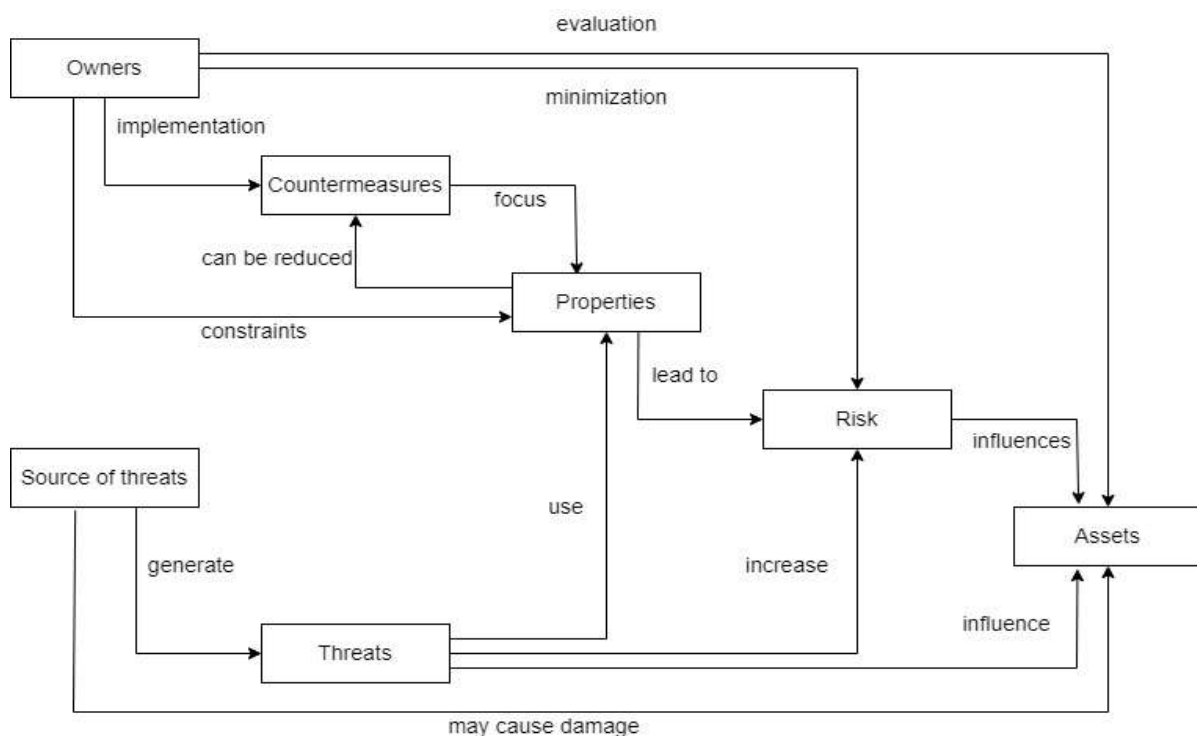 evaluation
Owners
minimization
implementation
Countermeasures
focus
can be reduced
Properties
constraints
lead to
Risk
influences
Source of threats
use
Assets
generate
increase
influence
Threats
may cause damage